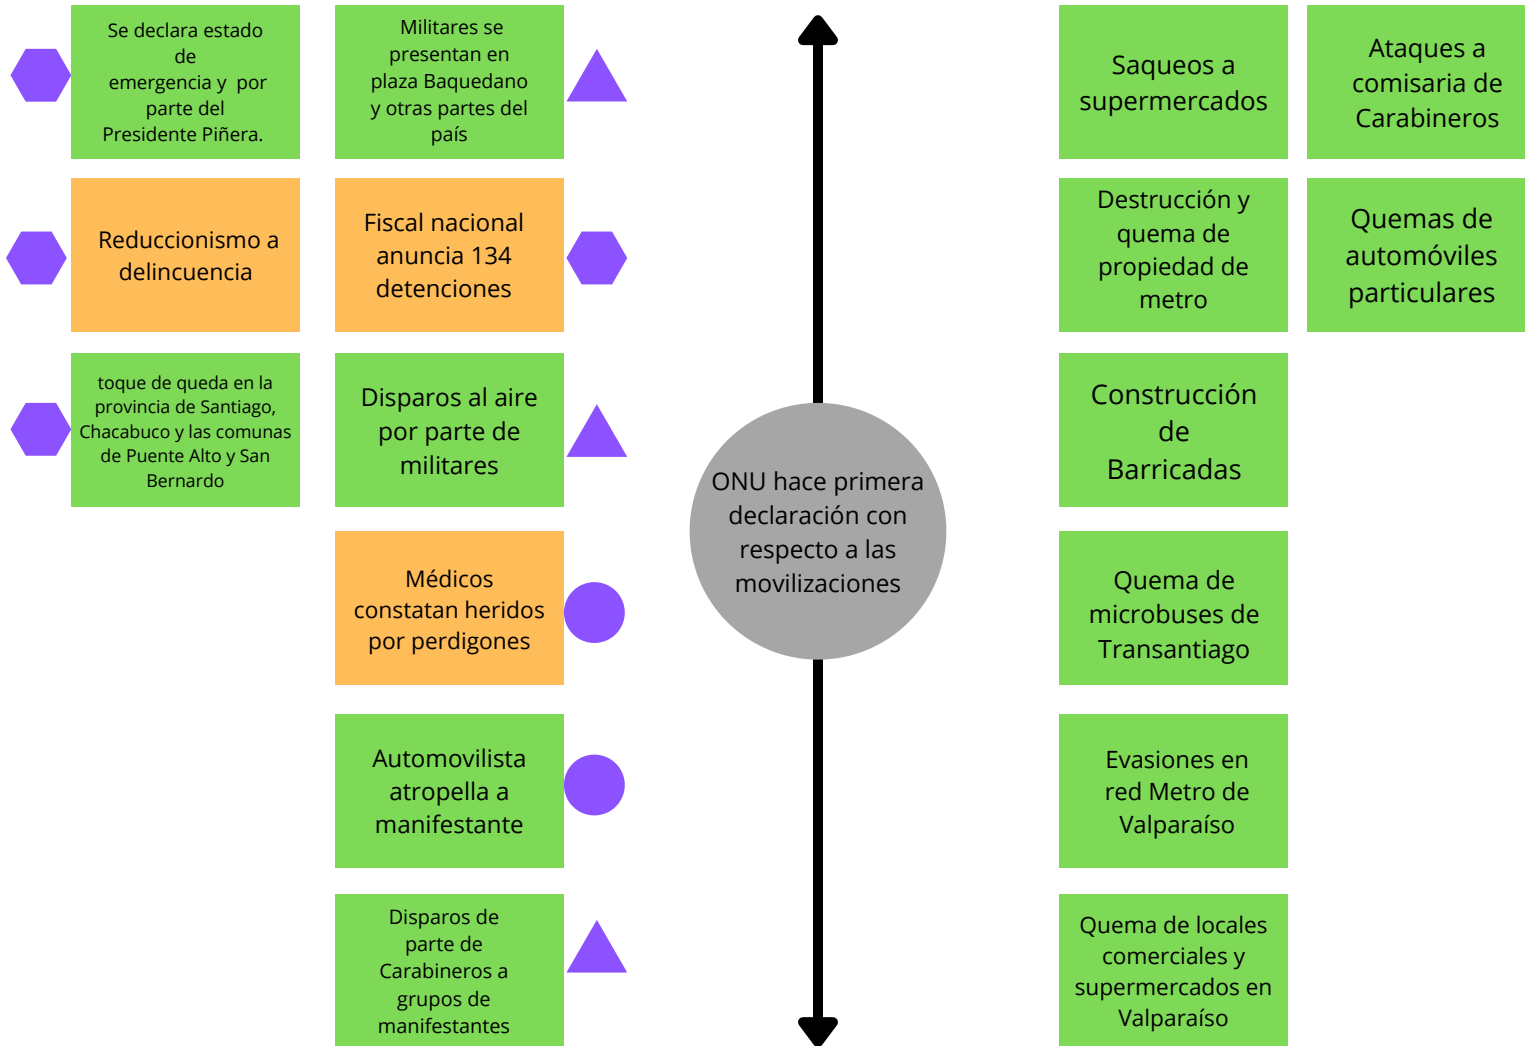 Se declara estado
de
emergencia y  por
parte del
Presidente Piñera.
Militares se
presentan en
plaza Baquedano
y otras partes del
país
Reduccionismo a
delincuencia
Fiscal nacional
anuncia 134
detenciones
toque de queda en la
provincia de Santiago,
Chacabuco y las comunas
de Puente Alto y San
Bernardo
Disparos al aire
por parte de
militares
Médicos
constatan heridos
por perdigones
Automovilista
atropella a
manifestante
Disparos de
parte de
Carabineros a
grupos de
manifestantes
ONU hace primera
declaración con
respecto a las
movilizaciones
Saqueos a
supermercados
Ataques a
comisaria de
Carabineros
Destrucción y
quema de
propiedad de
metro
Quemas de
automóviles
particulares
Construcción
de
Barricadas
Quema de
microbuses de
Transantiago
Evasiones en
red Metro de
Valparaíso
Quema de locales
comerciales y
supermercados en
Valparaíso